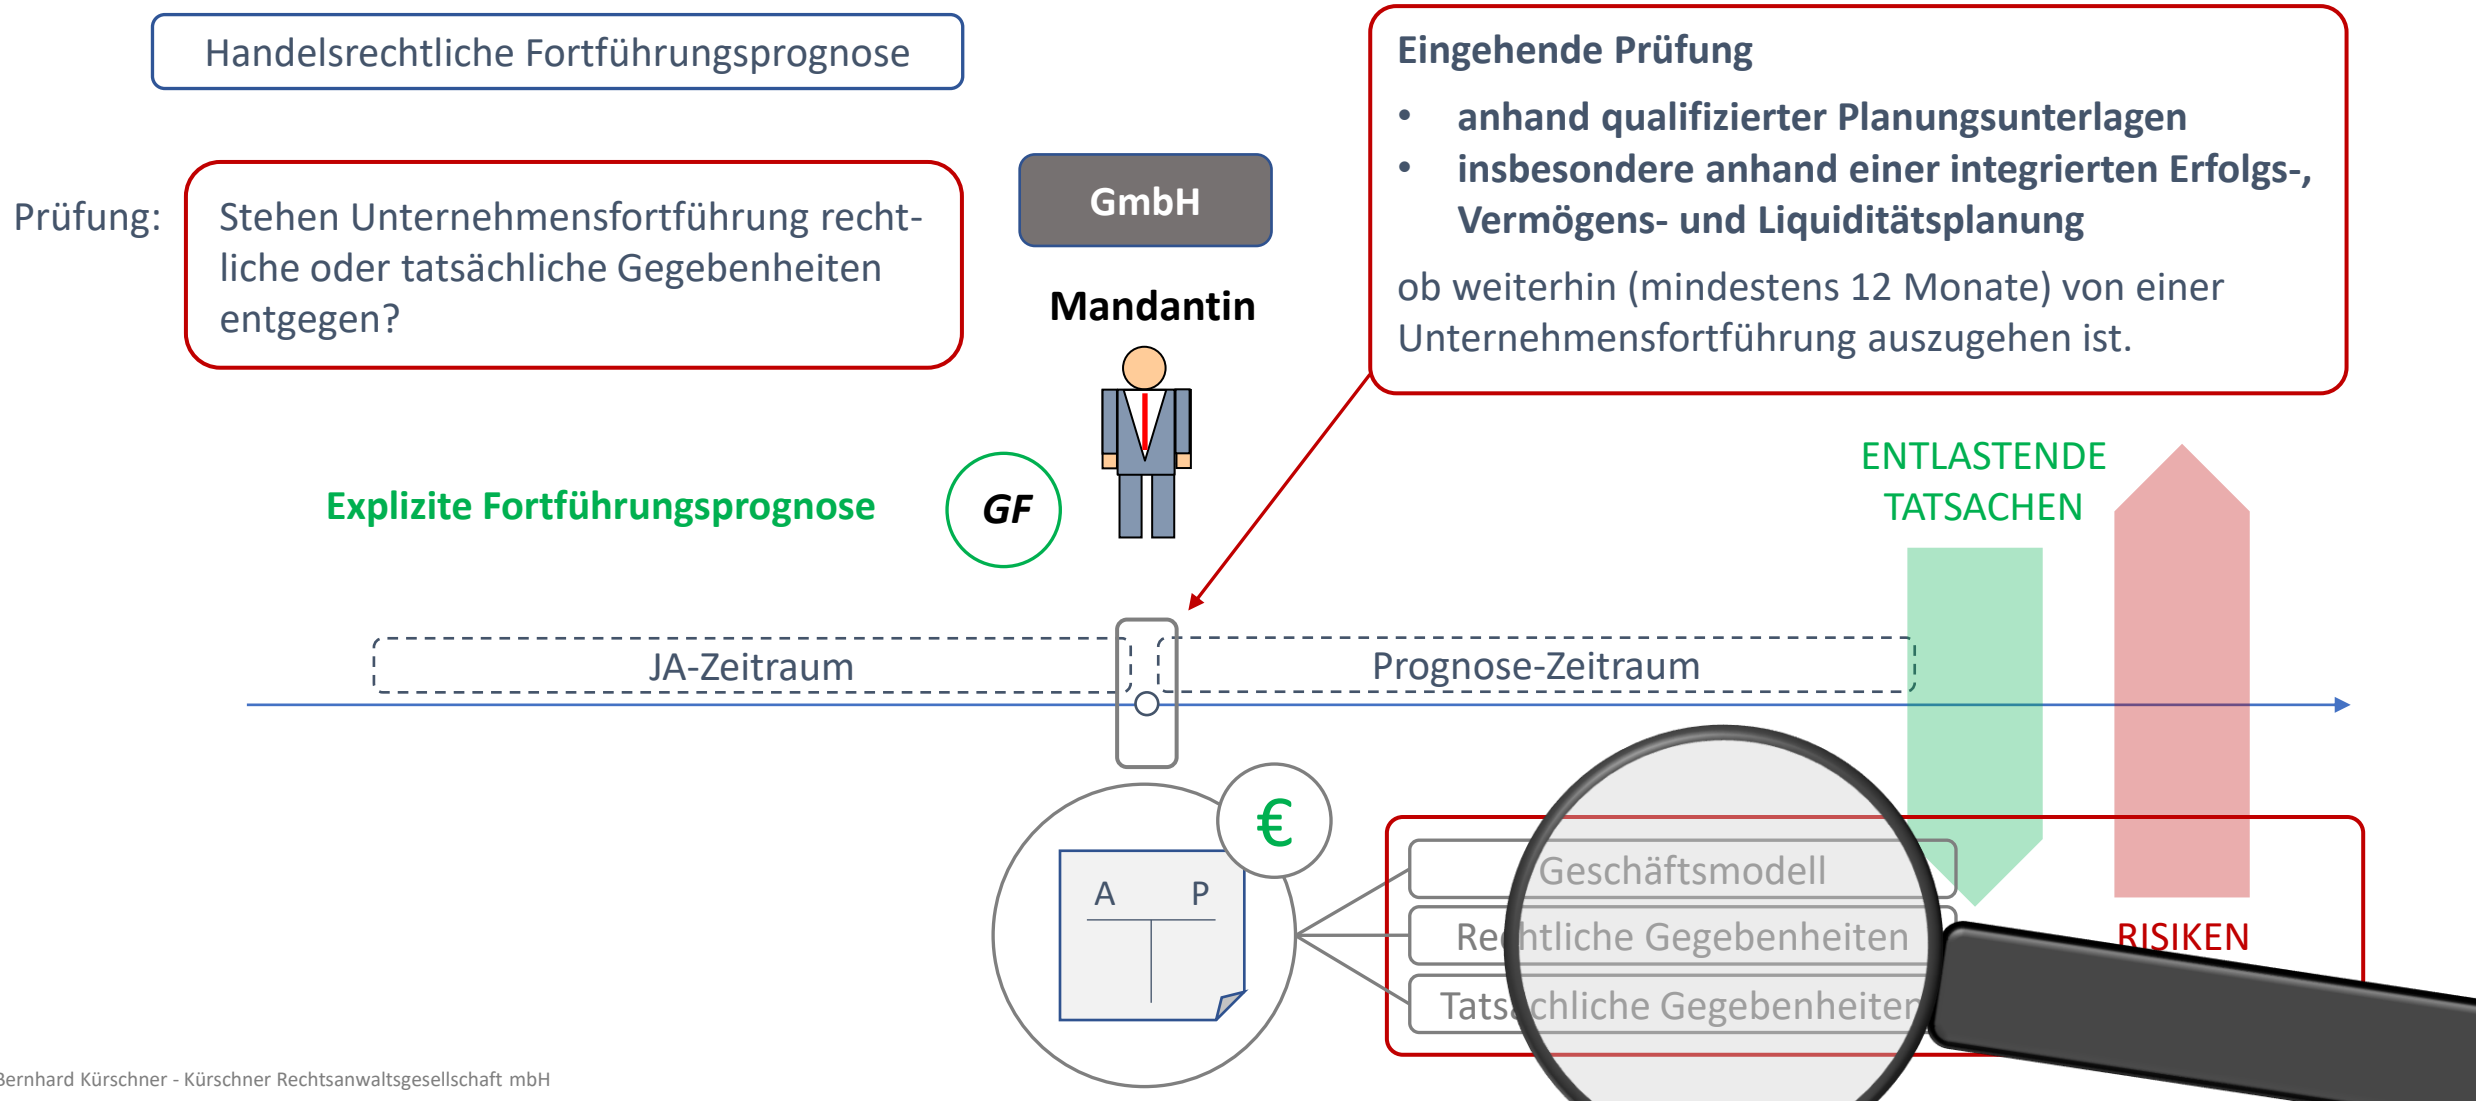 Handelsrechtliche Fortführungsprognose
Prüfung:
Stehen Unternehmensfortführung recht-
liche oder tatsächliche Gegebenheiten
entgegen?
GmbH
Mandantin
Eingehende Prüfung
• anhand qualifizierter Planungsunterlagen
• insbesondere anhand einer integrierten Erfolgs-,
Vermögens- und Liquiditätsplanung
ob weiterhin (mindestens 12 Monate) von einer
Unternehmensfortführung auszugehen ist.
Explizite Fortführungsprognose
GF
ENTLASTENDE
TATSACHEN
JA-Zeitraum
Prognose-Zeitraum
€
A P
Geschäftsmodell
Rechtliche Gegebenheiten
Tatsächliche Gegebenheiten
RISIKEN
Bernhard Kürschner - Kürschner Rechtsanwaltsgesellschaft mbH